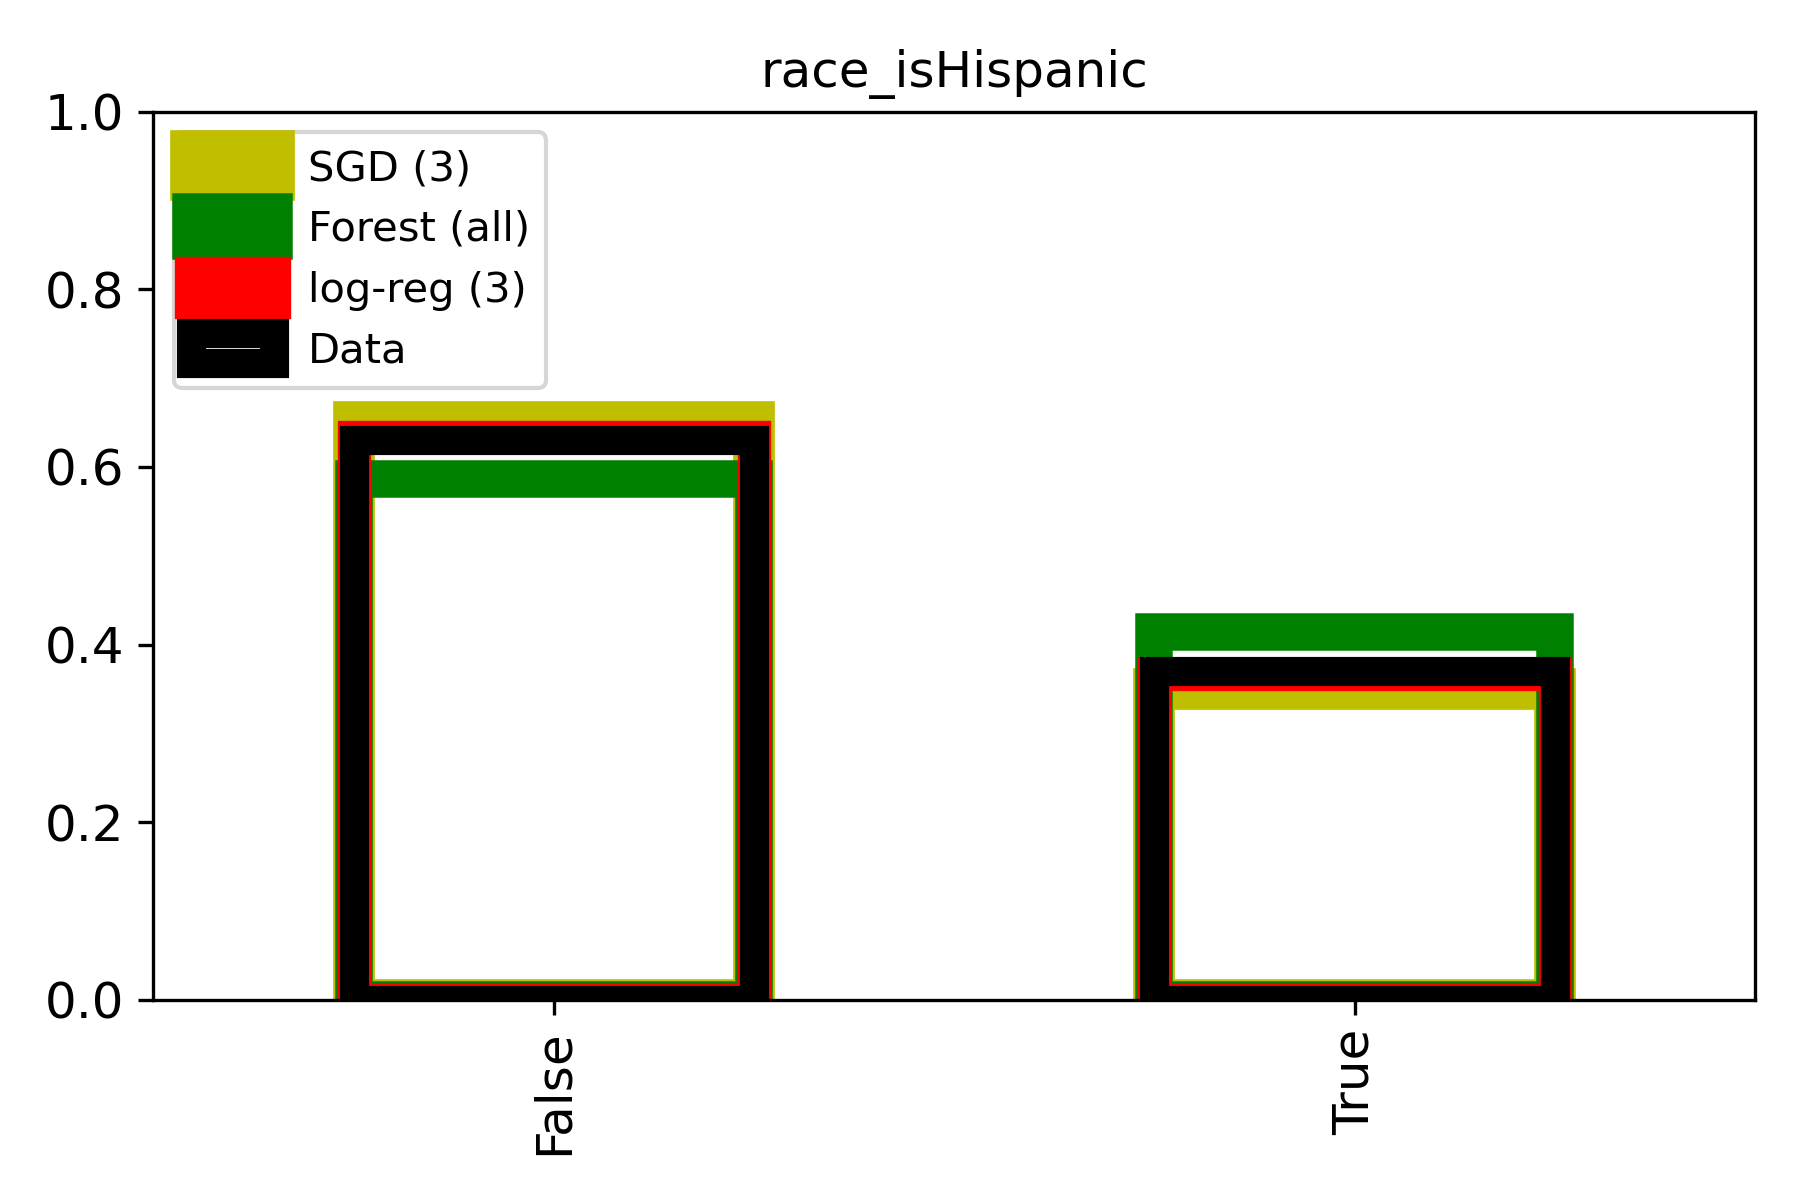 race_isHispanic
1.0
0.8
0.6
0.4
0.2
0.0
SGD (3)
Forest (all)
log-reg (3)
Data
False
True